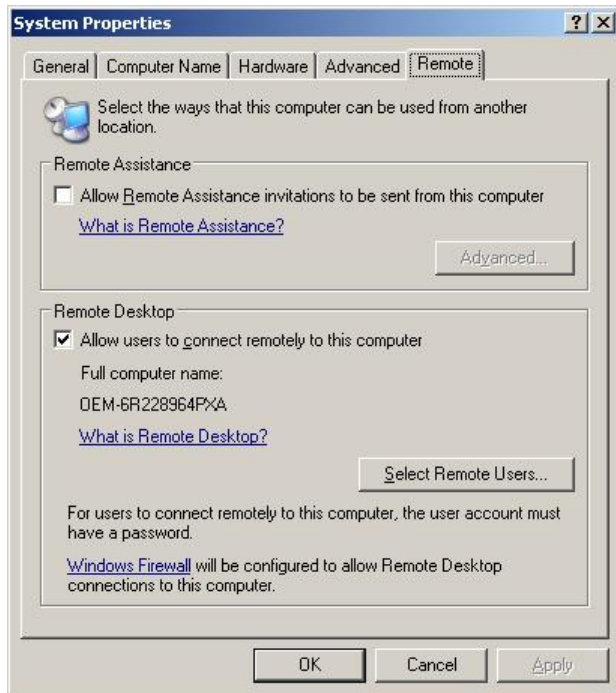 System Properties
? X
General Computer Name Hardware Advanced Remote
Select the ways that this computer can be used from another
location.
Remote Assistance
Allow Remote Assistance invitations to be sent from this computer
What is Remote Assistance?
Advanced...
Remote Desktop
Allow users to connect remotely to this computer
Full computer name:
OEM-6R228964PXA
What is Remote Desktop?
Select Remote Users...
For users to connect remotely to this computer, the user account must
have a password.
Windows Firewall will be configured to allow Remote Desktop
connections to this computer.
OK Cancel Apply